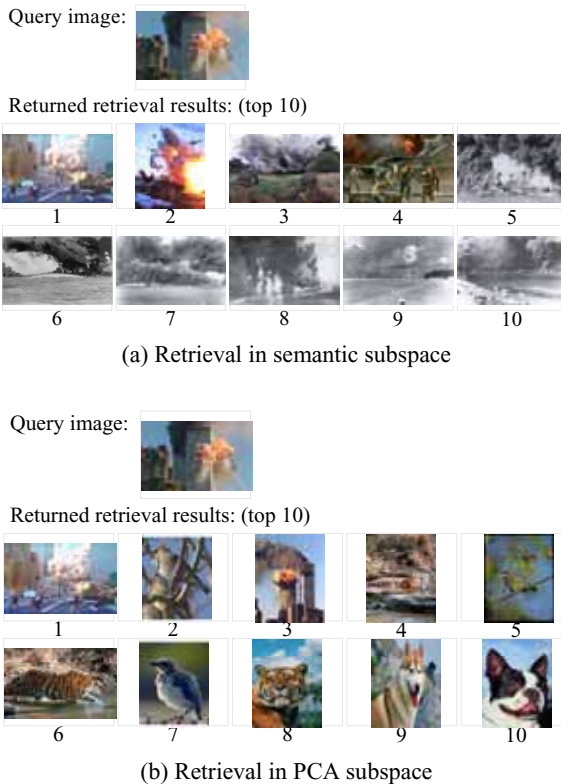 Query image:
Returned retrieval results: (top 10)
1 2 3 4 5
6 7 8 9 10
(a) Retrieval in semantic subspace
Query image:
Returned retrieval results: (top 10)
1 2 3 4 5
6 7 8 9 10
(b) Retrieval in PCA subspace